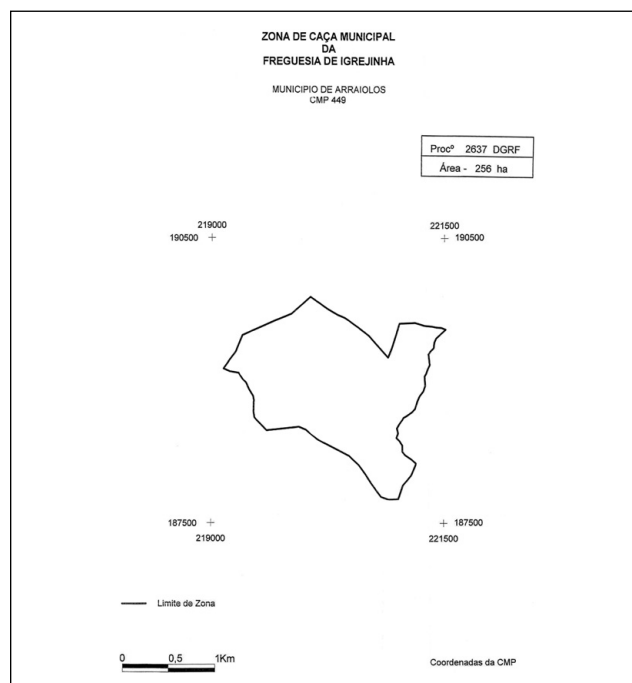 ZONA DE CAÇA MUNICIPAL
DA
FREGUESIA DE IGREJINHA
MUNICIPIO DE ARRAIOLOS
CMP 449
Procº 2637 DGRF
Área - 256 ha
219000
190500
221500
190500
187500
219000
187500
221500
Limite de Zona
0 0,5 1Km
Coordenadas da CMP